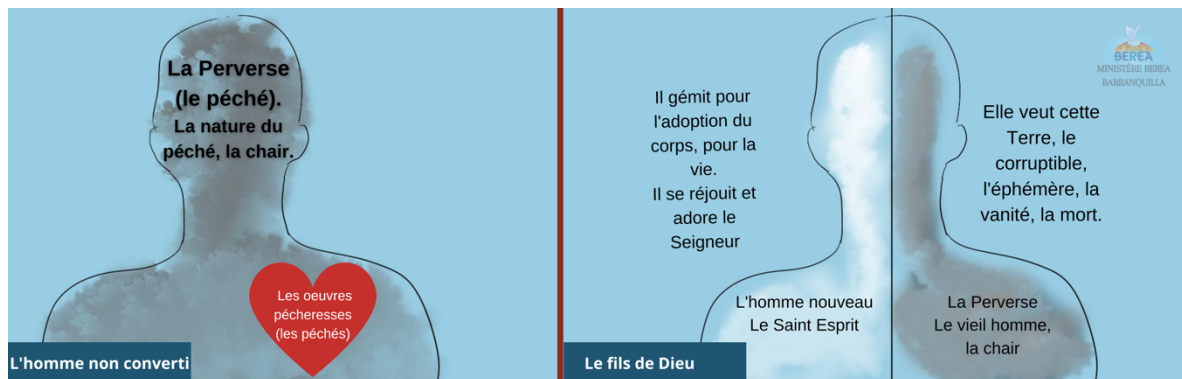 La Perverse
(le péché).
La nature du
péché, la chair.
Les oeuvres
pécheresses
(les péchés)
L'homme non converti
Il gémit pour
l'adoption du
corps, pour la
vie.
Il se réjouit et
adore le
Seigneur
L'homme nouveau
Le Saint Esprit
Elle veut cette
Terre, le
corruptible,
l'éphémère, la
vanité, la mort.
La Perverse
Le vieil homme,
la chair
Le fils de Dieu
BEREA
MINISTÈRE BEREA
BARRANQUILLA